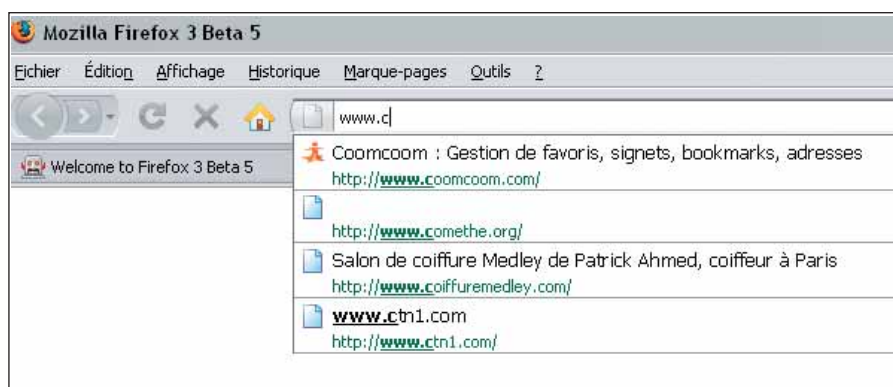 Mozilla Firefox 3 Beta 5
Fichier Édition Affichage Historique Marque-pages Outils ?
www.c
Welcome to Firefox 3 Beta 5
Coomcoom : Gestion de favoris, signets, bookmarks, adresses
http://www.coomcoom.com/
http://www.comethe.org/
Salon de coiffure Medley de Patrick Ahmed, coiffeur à Paris
http://www.coiffuremedley.com/
www.ctn1.com
http://www.ctn1.com/